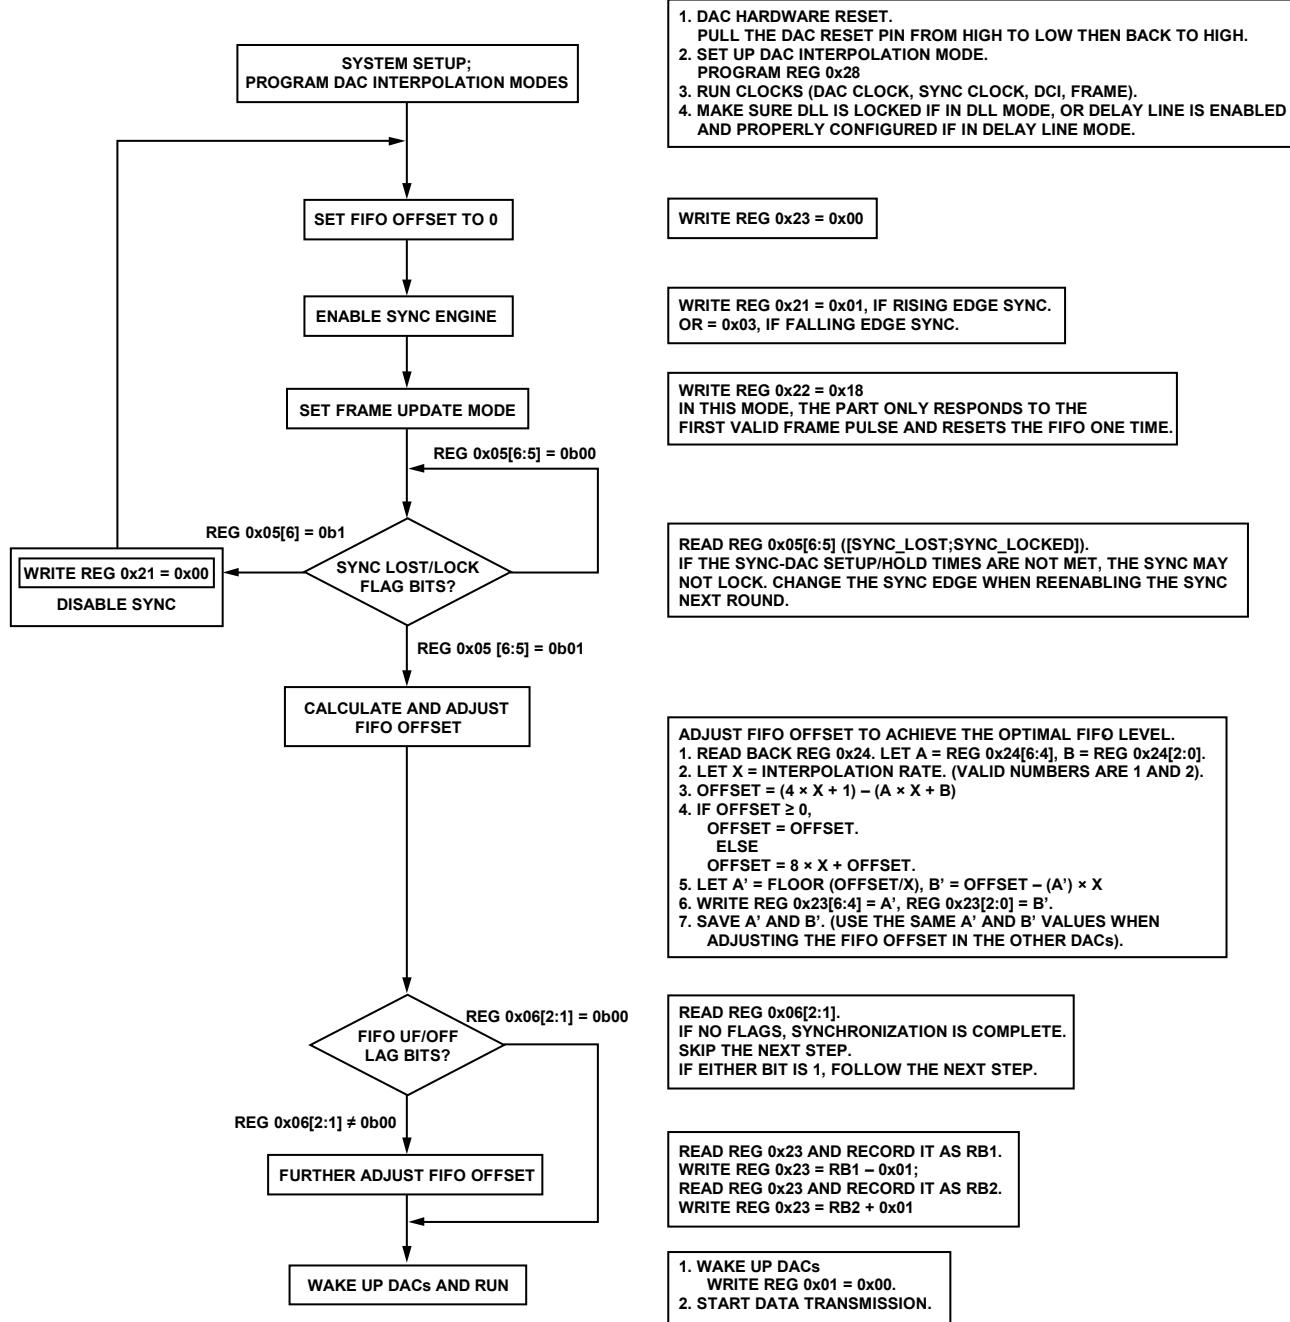 SYSTEM SETUP;
PROGRAM DAC INTERPOLATION MODES
1. DAC HARDWARE RESET.
PULL THE DAC RESET PIN FROM HIGH TO LOW THEN BACK TO HIGH.
2. SET UP DAC INTERPOLATION MODE.
PROGRAM REG 0x28
3. RUN CLOCKS (DAC CLOCK, SYNC CLOCK, DCI, FRAME).
4. MAKE SURE DLL IS LOCKED IF IN DLL MODE, OR DELAY LINE IS ENABLED
AND PROPERLY CONFIGURED IF IN DELAY LINE MODE.
SET FIFO OFFSET TO 0
WRITE REG 0x23 = 0x00
ENABLE SYNC ENGINE
WRITE REG 0x21 = 0x01, IF RISING EDGE SYNC.
OR = 0x03, IF FALLING EDGE SYNC.
SET FRAME UPDATE MODE
WRITE REG 0x22 = 0x18
IN THIS MODE, THE PART ONLY RESPONDS TO THE
FIRST VALID FRAME PULSE AND RESETS THE FIFO ONE TIME.
REG 0x05[6:5] = 0b00
REG 0x05[6] = 0b1
SYNC LOST/LOCK
FLAG BITS?
WRITE REG 0x21 = 0x00
DISABLE SYNC
READ REG 0x05[6:5] ([SYNC_LOST;SYNC_LOCKED]).
IF THE SYNC-DAC SETUP/HOLD TIMES ARE NOT MET, THE SYNC MAY
NOT LOCK. CHANGE THE SYNC EDGE WHEN REENABLING THE SYNC
NEXT ROUND.
REG 0x05 [6:5] = 0b01
CALCULATE AND ADJUST
FIFO OFFSET
ADJUST FIFO OFFSET TO ACHIEVE THE OPTIMAL FIFO LEVEL.
1. READ BACK REG 0x24. LET A = REG 0x24[6:4], B = REG 0x24[2:0].
2. LET X = INTERPOLATION RATE. (VALID NUMBERS ARE 1 AND 2).
3. OFFSET = (4 × X + 1) – (A × X + B)
4. IF OFFSET ≥ 0,
OFFSET = OFFSET.
ELSE
OFFSET = 8 × X + OFFSET.
5. LET A’ = FLOOR (OFFSET/X), B’ = OFFSET – (A’) × X
6. WRITE REG 0x23[6:4] = A’, REG 0x23[2:0] = B’.
7. SAVE A’ AND B’. (USE THE SAME A’ AND B’ VALUES WHEN
ADJUSTING THE FIFO OFFSET IN THE OTHER DACs).
REG 0x06[2:1] = 0b00
FIFO UF/OFF
LAG BITS?
READ REG 0x06[2:1].
IF NO FLAGS, SYNCHRONIZATION IS COMPLETE.
SKIP THE NEXT STEP.
IF EITHER BIT IS 1, FOLLOW THE NEXT STEP.
REG 0x06[2:1] ≠ 0b00
FURTHER ADJUST FIFO OFFSET
READ REG 0x23 AND RECORD IT AS RB1.
WRITE REG 0x23 = RB1 – 0x01;
READ REG 0x23 AND RECORD IT AS RB2.
WRITE REG 0x23 = RB2 + 0x01
WAKE UP DACs AND RUN
1. WAKE UP DACs
WRITE REG 0x01 = 0x00.
2. START DATA TRANSMISSION.